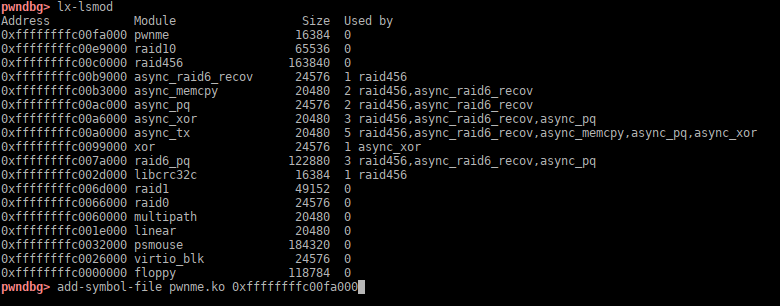 pwndbg> lx-lsmod
Address            Module                  Size  Used by
0xffffffffc00fa000 pwnme                  16384  0
0xffffffffc00e9000 raid10                 65536  0
0xffffffffc00c0000 raid456               163840  0
0xffffffffc00b9000 async_raid6_recov      24576  1 raid456
0xffffffffc00b3000 async_memcpy           20480  2 raid456,async_raid6_recov
0xffffffffc00ac000 async_pq               24576  2 raid456,async_raid6_recov
0xffffffffc00a6000 async_xor              20480  3 raid456,async_raid6_recov,async_pq
0xffffffffc00a0000 async_tx               20480  5 raid456,async_raid6_recov,async_memcpy,async_pq,async_xor
0xffffffffc0099000 xor                    24576  1 async_xor
0xffffffffc007a000 raid6_pq              122880  3 raid456,async_raid6_recov,async_pq
0xffffffffc002d000 libcrc32c              16384  1 raid456
0xffffffffc006d000 raid1                  49152  0
0xffffffffc0066000 raid0                  24576  0
0xffffffffc0060000 multipath              20480  0
0xffffffffc001e000 linear                 20480  0
0xffffffffc0032000 psmouse               184320  0
0xffffffffc0026000 virtio_blk             24576  0
0xffffffffc0000000 floppy                118784  0
pwndbg> add-symbol-file pwnme.ko 0xffffffffc00fa000